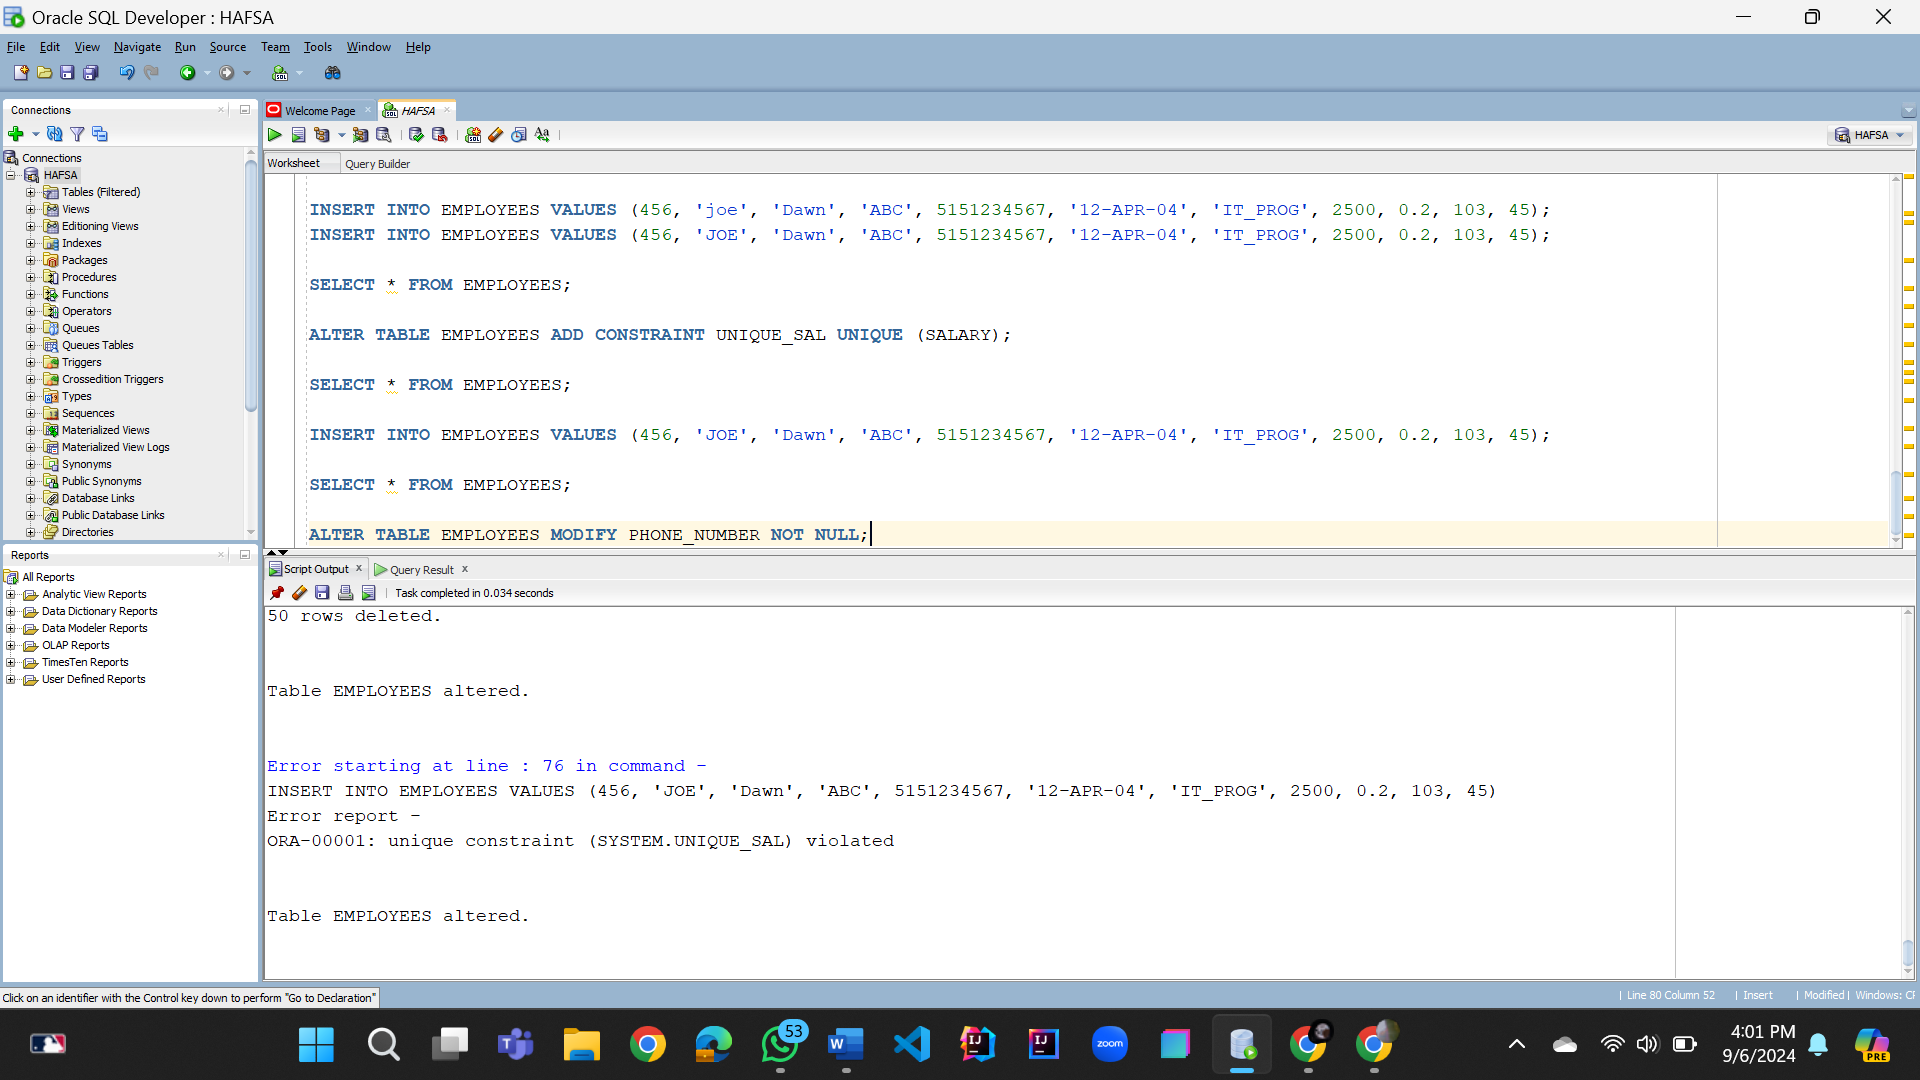 Oracle SQL Developer : HAFSA
File Edit View Navigate Run Source Team Tools Window Help
Connections
Welcome Page
HAFSA
HAFSA
Worksheet
Query Builder
Connections
HAFSA
Tables (Filtered)
Views
Editioning Views
Indexes
Packages
Procedures
Functions
Operators
Queues
Queues Tables
Triggers
Crossedition Triggers
Types
Sequences
Materialized Views
Materialized View Logs
Synonyms
Public Synonyms
Database Links
Public Database Links
Directories
INSERT INTO EMPLOYEES VALUES (456, 'joe', 'Dawn', 'ABC', 5151234567, '12-APR-04', 'IT_PROG', 2500, 0.2, 103, 45);
INSERT INTO EMPLOYEES VALUES (456, 'JOE', 'Dawn', 'ABC', 5151234567, '12-APR-04', 'IT_PROG', 2500, 0.2, 103, 45);
SELECT * FROM EMPLOYEES;
ALTER TABLE EMPLOYEES ADD CONSTRAINT UNIQUE_SAL UNIQUE (SALARY);
SELECT * FROM EMPLOYEES;
INSERT INTO EMPLOYEES VALUES (456, 'JOE', 'Dawn', 'ABC', 5151234567, '12-APR-04', 'IT_PROG', 2500, 0.2, 103, 45);
SELECT * FROM EMPLOYEES;
ALTER TABLE EMPLOYEES MODIFY PHONE_NUMBER NOT NULL;
Reports
All Reports
Analytic View Reports
Data Dictionary Reports
Data Modeler Reports
OLAP Reports
TimesTen Reports
User Defined Reports
Script Output
Query Result
Task completed in 0.034 seconds
50 rows deleted.
Table EMPLOYEES altered.
Error starting at line : 76 in command -
INSERT INTO EMPLOYEES VALUES (456, 'JOE', 'Dawn', 'ABC', 5151234567, '12-APR-04', 'IT_PROG', 2500, 0.2, 103, 45)
Error report -
ORA-00001: unique constraint (SYSTEM.UNIQUE_SAL) violated
Table EMPLOYEES altered.
Click on an identifier with the Control key down to perform "Go to Declaration"
Line 80 Column 52
Insert
Modified
Windows: CF
53
zoom
4:01 PM
9/6/2024
PRE